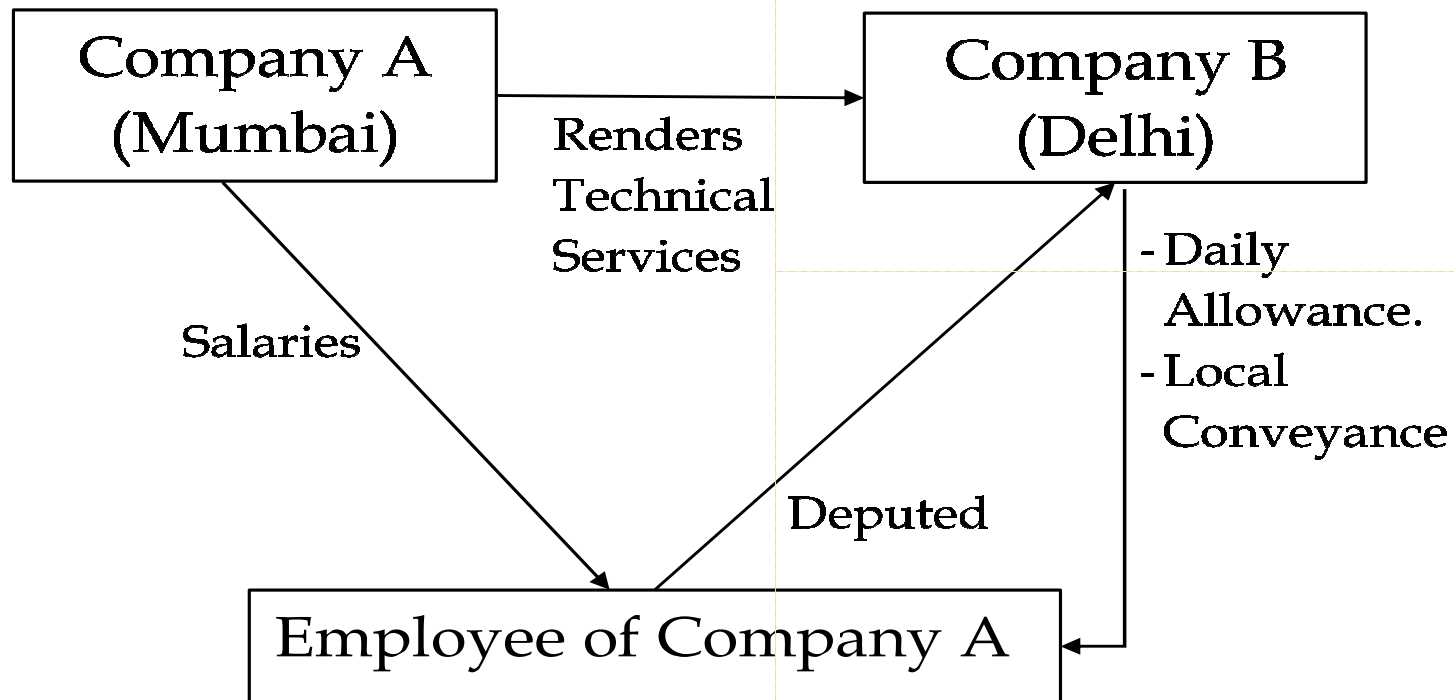 Company A
(Mumbai)
Company B
(Delhi)
Renders
Technical
Services
- Daily
Allowance.
- Local
Conveyance
Salaries
Deputed
Employee of Company A